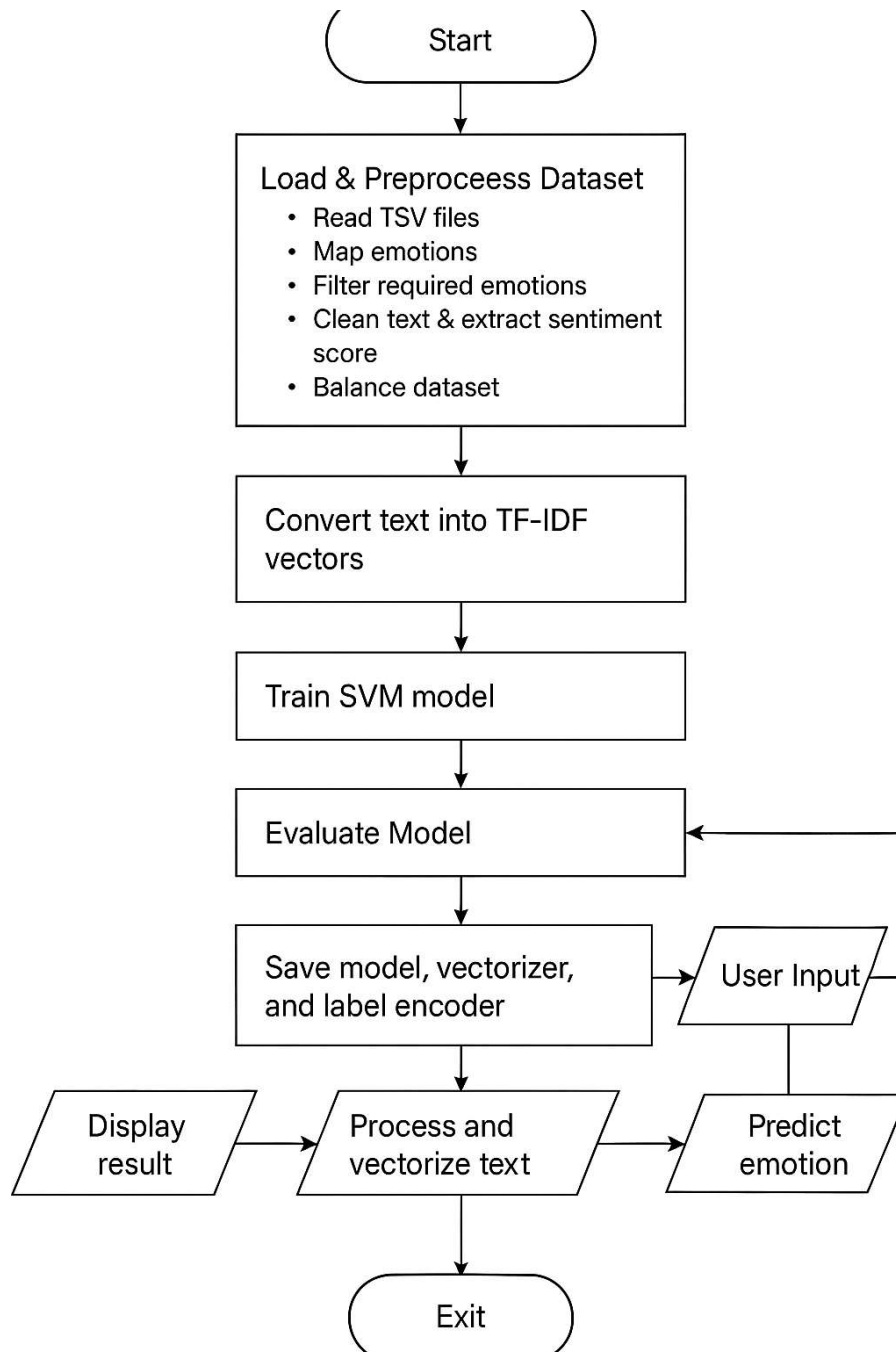 Start
Load & Preproceess Dataset
• Read TSV files
• Map emotions
• Filter required emotions
• Clean text & extract sentiment
score
• Balance dataset
Convert text into TF-IDF
vectors
Train SVM model
Evaluate Model
Save model, vectorizer,
and label encoder
User Input
Display
result
Process and
vectorize text
Predict
emotion
Exit